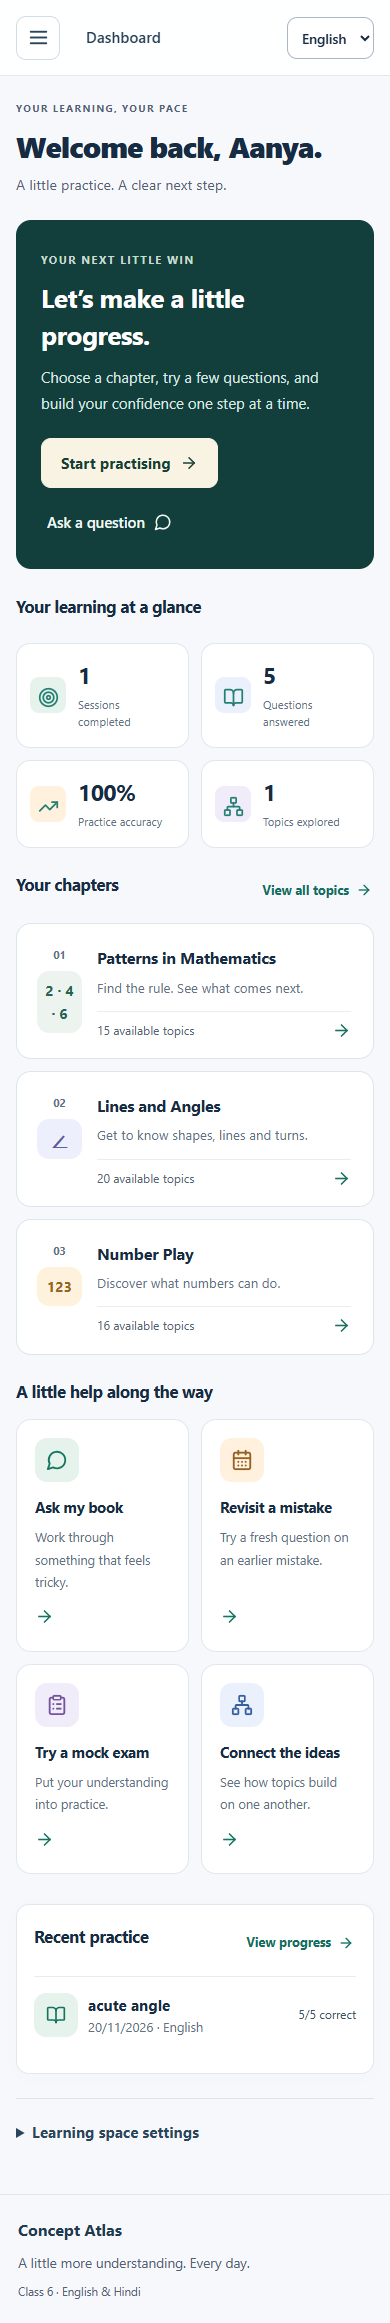 Dashboard
English
YOUR LEARNING, YOUR PACE
Welcome back, Aanya.
A little practice. A clear next step.
YOUR NEXT LITTLE WIN
Let’s make a little
progress.
Choose a chapter, try a few questions, and
build your confidence one step at a time.
Start practising
Ask a question
Your learning at a glance
1
Sessions
completed
5
Questions
answered
100%
Practice accuracy
1
Topics explored
Your chapters
View all topics
01
2 · 4
· 6
Patterns in Mathematics
Find the rule. See what comes next.
15 available topics
02
Lines and Angles
Get to know shapes, lines and turns.
20 available topics
03
123
Number Play
Discover what numbers can do.
16 available topics
A little help along the way
Ask my book
Work through
something that feels
tricky.
Revisit a mistake
Try a fresh question on
an earlier mistake.
Try a mock exam
Put your understanding
into practice.
Connect the ideas
See how topics build
on one another.
Recent practice
View progress
acute angle
20/11/2026 · English
5/5 correct
Learning space settings
Concept Atlas
A little more understanding. Every day.
Class 6 · English & Hindi